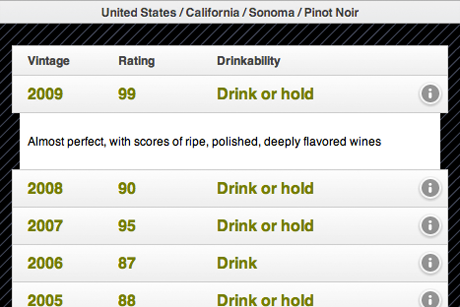 United States / California / Sonoma / Pinot Noir
Vintage Rating Drinkability
2009 99 Drink or hold
Almost perfect, with scores of ripe, polished, deeply flavored wines
2008 90 Drink or hold
2007 95 Drink or hold
2006 87 Drink
2005 88 Drink or hold